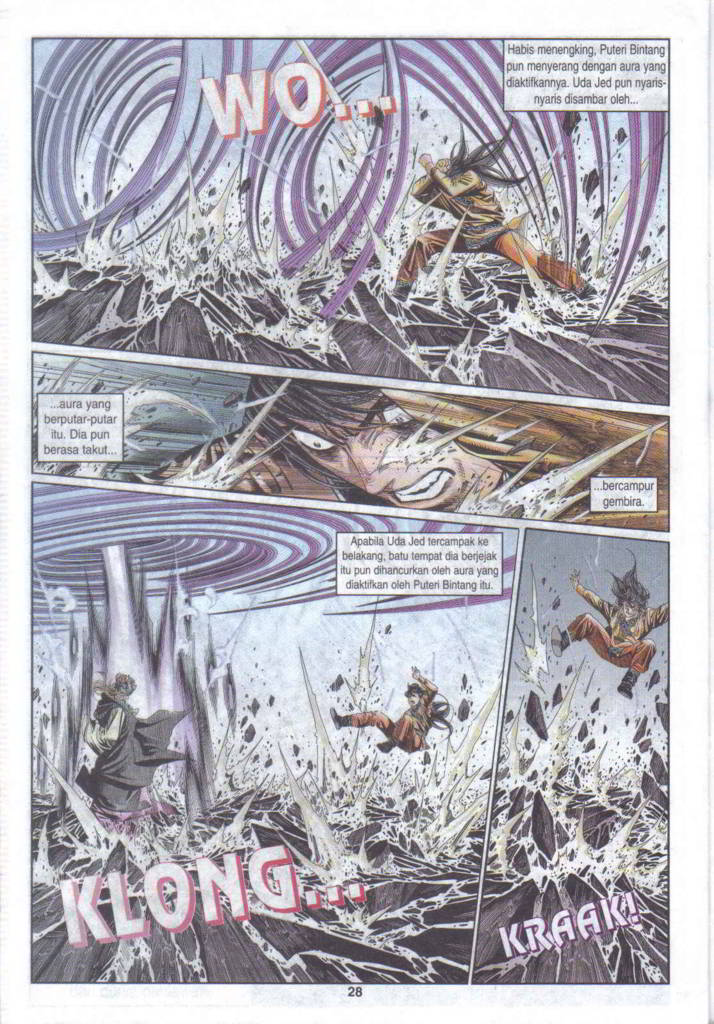 WO...
Habis menengking, Puteri Bintang
pun menyerang dengan aura yang
diaktifkannya. Uda Jed pun nyaris-
nyaris disambar oleh...
...aura yang
berputar-putar
itu. Dia pun
berasa takut...
...bercampur
gembira.
Apabila Uda Jed tercampak ke
belakang, batu tempat dia berjejak
itu pun dihancurkan oleh aura yang
diaktifkan oleh Puteri Bintang itu.
KLONG...
KRAAK!
28